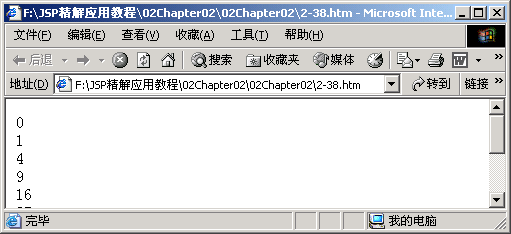 F:\JSP精解应用教程\02Chapter02\02Chapter02\2-38.htm - Microsoft Inte...
文件(F) 编辑(E) 查看(V) 收藏(A) 工具(T) 帮助(H)
后退 搜索 收藏夹 媒体
地址(D) F:\JSP精解应用教程\02Chapter02\02Chapter02\2-38.htm 转到 链接
0
1
4
9
16
完毕 我的电脑